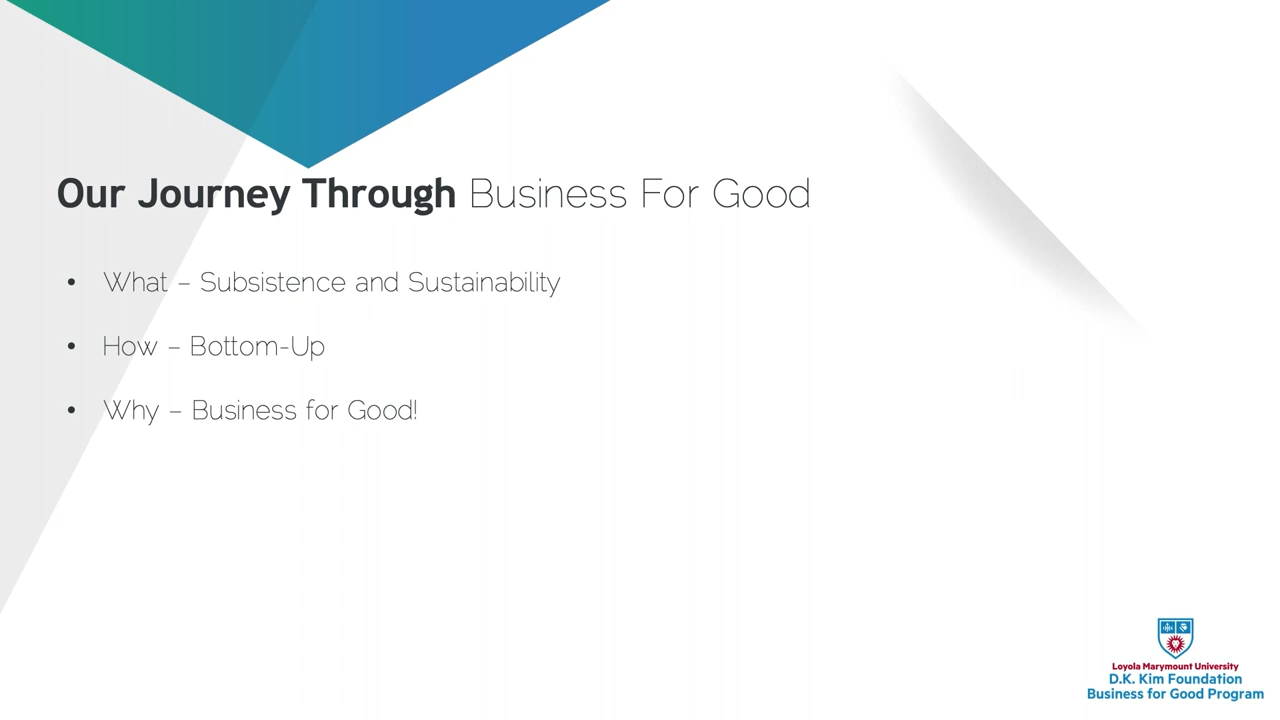 Our Journey Through Business For Good
• What – Subsistence and Sustainability
• How – Bottom-Up
• Why – Business for Good!
Loyola Marymount University
D.K. Kim Foundation
Business for Good Program